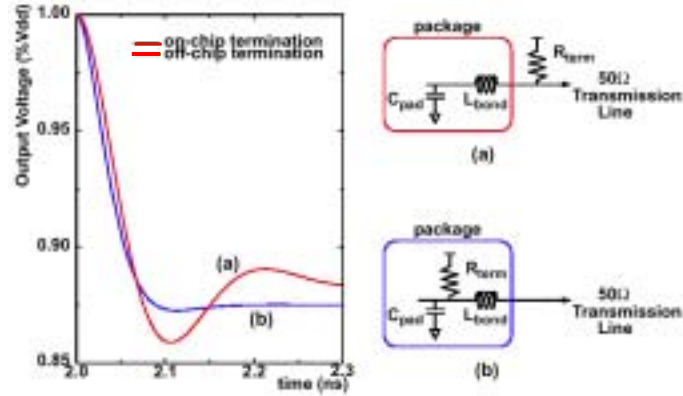 Output Voltage (%Vdd)
1.00
0.95
0.90
0.85
on-chip termination
off-chip termination
(a)
(b)
2.0
2.1
2.2
2.3
time (ns)
package
Rterm
Cpad
Lbond
50Ω
Transmission
Line
(a)
package
Rterm
Cpad
Lbond
50Ω
Transmission
Line
(b)